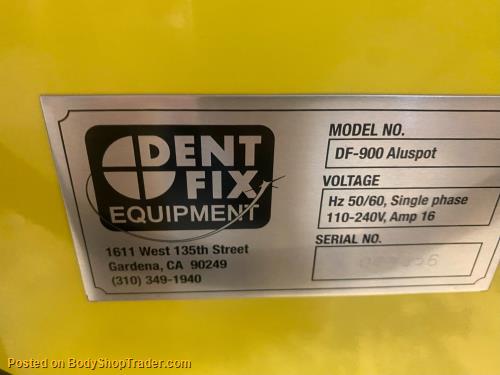 DENT
FIX
EQUIPMENT
1611 West 135th Street
Gardena, CA 90249
(310) 349-1940
MODEL NO.
DF-900 Aluspot
VOLTAGE
Hz 50/60, Single phase
110-240V, Amp 16
SERIAL NO.
Posted on BodyShopTrader.com